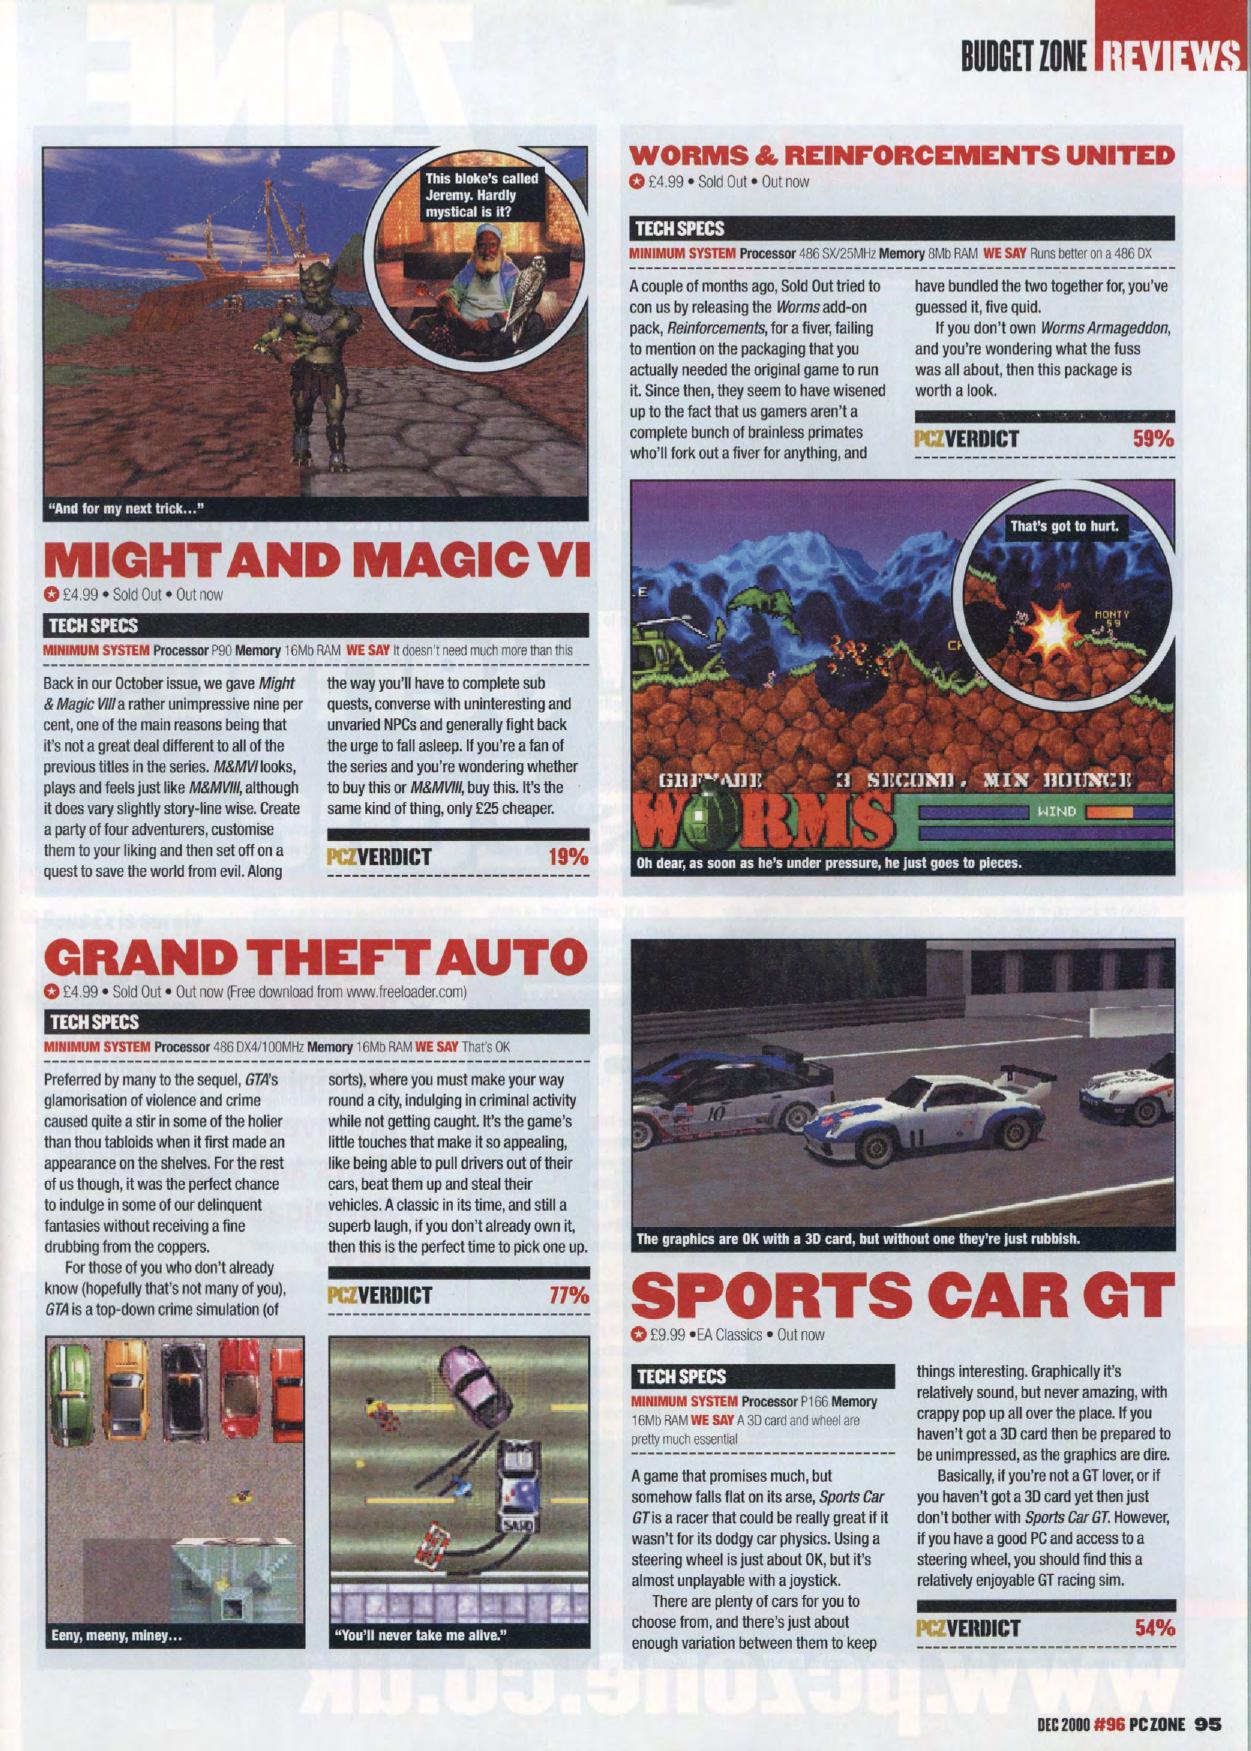 BUDGET ZONE REVIEWS
This bloke's called
Jeremy. Hardly
mystical is it?
"And for my next trick..."
MIGHT AND MAGIC VI
£4.99 • Sold Out • Out now
TECH SPECS
MINIMUM SYSTEM Processor P90 Memory 16Mb RAM WE SAY It doesn't need much more than this
Back in our October issue, we gave Might
& Magic VIII a rather unimpressive nine per
cent, one of the main reasons being that
it's not a great deal different to all of the
previous titles in the series. M&MVI looks,
plays and feels just like M&MVIII, although
it does vary slightly story-line wise. Create
a party of four adventurers, customise
them to your liking and then set off on a
quest to save the world from evil. Along
the way you'll have to complete sub
quests, converse with uninteresting and
unvaried NPCs and generally fight back
the urge to fall asleep. If you're a fan of
the series and you're wondering whether
to buy this or M&MVIII, buy this. It's the
same kind of thing, only £25 cheaper.
PCZVERDICT 19%
WORMS & REINFORCEMENTS UNITED
£4.99 • Sold Out • Out now
TECH SPECS
MINIMUM SYSTEM Processor 486 SX/25MHz Memory 8Mb RAM WE SAY Runs better on a 486 DX
A couple of months ago, Sold Out tried to
con us by releasing the Worms add-on
pack, Reinforcements, for a fiver, failing
to mention on the packaging that you
actually needed the original game to run
it. Since then, they seem to have wisened
up to the fact that us gamers aren't a
complete bunch of brainless primates
who'll fork out a fiver for anything, and
have bundled the two together for, you've
guessed it, five quid.
If you don't own Worms Armageddon,
and you're wondering what the fuss
was all about, then this package is
worth a look.
PCZVERDICT 59%
That's got to hurt.
MONTY
59
GRENADE 3 SECOND, MIN BOUNCE
WORMS
WIND
Oh dear, as soon as he's under pressure, he just goes to pieces.
GRAND THEFT AUTO
£4.99 • Sold Out • Out now (Free download from www.freeloader.com)
TECH SPECS
MINIMUM SYSTEM Processor 486 DX4/100MHz Memory 16Mb RAM WE SAY That's OK
Preferred by many to the sequel, GTA's
glamorisation of violence and crime
caused quite a stir in some of the holier
than thou tabloids when it first made an
appearance on the shelves. For the rest
of us though, it was the perfect chance
to indulge in some of our delinquent
fantasies without receiving a fine
drubbing from the coppers.
For those of you who don't already
know (hopefully that's not many of you),
GTA is a top-down crime simulation (of
sorts), where you must make your way
round a city, indulging in criminal activity
while not getting caught. It's the game's
little touches that make it so appealing,
like being able to pull drivers out of their
cars, beat them up and steal their
vehicles. A classic in its time, and still a
superb laugh, if you don't already own it,
then this is the perfect time to pick one up.
PCZVERDICT 77%
Eeny, meeny, miney...
"You'll never take me alive."
10
11
The graphics are OK with a 3D card, but without one they're just rubbish.
SPORTS CAR GT
£9.99 •EA Classics • Out now
TECH SPECS
MINIMUM SYSTEM Processor P166 Memory
16Mb RAM WE SAY A 3D card and wheel are
pretty much essential
A game that promises much, but
somehow falls flat on its arse, Sports Car
GT is a racer that could be really great if it
wasn't for its dodgy car physics. Using a
steering wheel is just about OK, but it's
almost unplayable with a joystick.
There are plenty of cars for you to
choose from, and there's just about
enough variation between them to keep
things interesting. Graphically it's
relatively sound, but never amazing, with
crappy pop up all over the place. If you
haven't got a 3D card then be prepared to
be unimpressed, as the graphics are dire.
Basically, if you're not a GT lover, or if
you haven't got a 3D card yet then just
don't bother with Sports Car GT. However,
if you have a good PC and access to a
steering wheel, you should find this a
relatively enjoyable GT racing sim.
PCZVERDICT 54%
DEC 2000 #96 PC ZONE 95